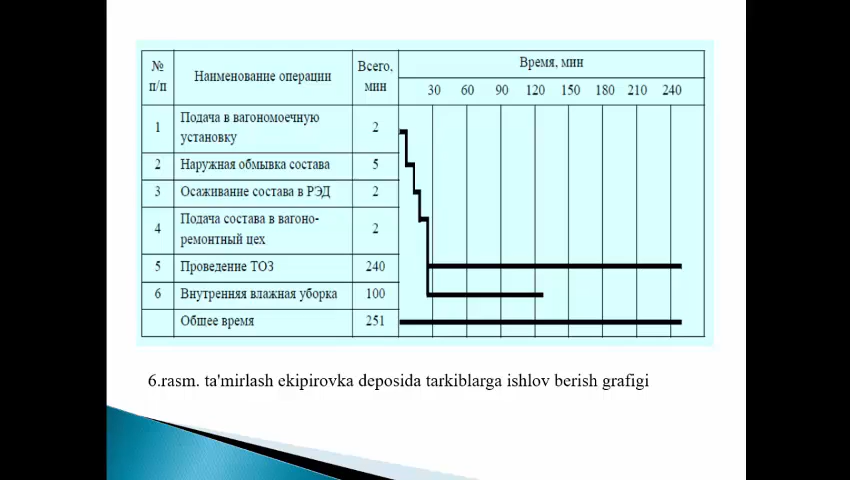 № п/п Наименование операции Всего, мин Время, мин
30 60 90 120 150 180 210 240
1 Подача в вагономоечную установку 2
2 Наружная обмывка состава 5
3 Осаживание состава в РЭД 2
4 Подача состава в вагоно-ремонтный цех 2
5 Проведение ТОЗ 240
6 Внутренняя влажная уборка 100
Общее время 251
6.rasm. ta'mirlash ekipirovka deposida tarkiblarga ishlov berish grafigi